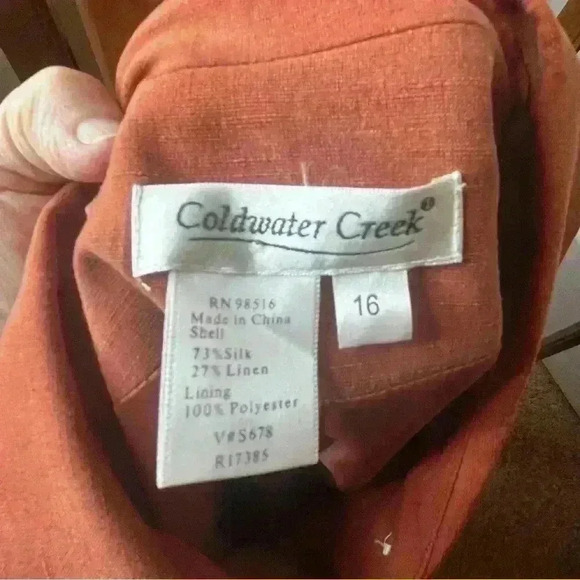 Coldwater Creek®
16
RN 98516
Made in China
Shell
73%Silk
27% Linen
Lining
100% Polyester
V#S678
R17385